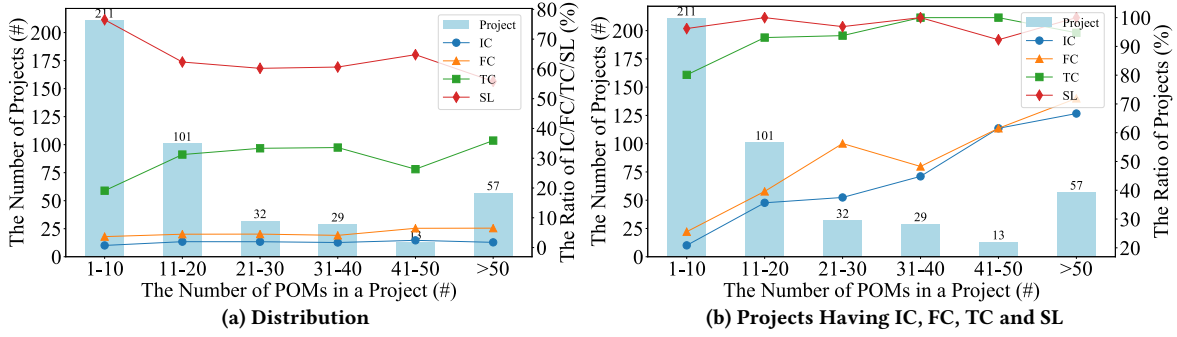 The Number of Projects (#)
200
175
150
125
100
75
50
25
0
211
101
32
29
13
57
Project
IC
FC
TC
SL
80
70
60
50
40
30
20
10
0
The Ratio of IC/FC/TC/SL (%)
1-10 11-20 21-30 31-40 41-50 >50
The Number of POMs in a Project (#)
(a) Distribution
The Number of Projects (#)
200
175
150
125
100
75
50
25
0
211
101
32
29
13
57
Project
IC
FC
TC
SL
100
90
80
70
60
50
40
30
20
The Ratio of Projects (%)
1-10 11-20 21-30 31-40 41-50 >50
The Number of POMs in a Project (#)
(b) Projects Having IC, FC, TC and SL